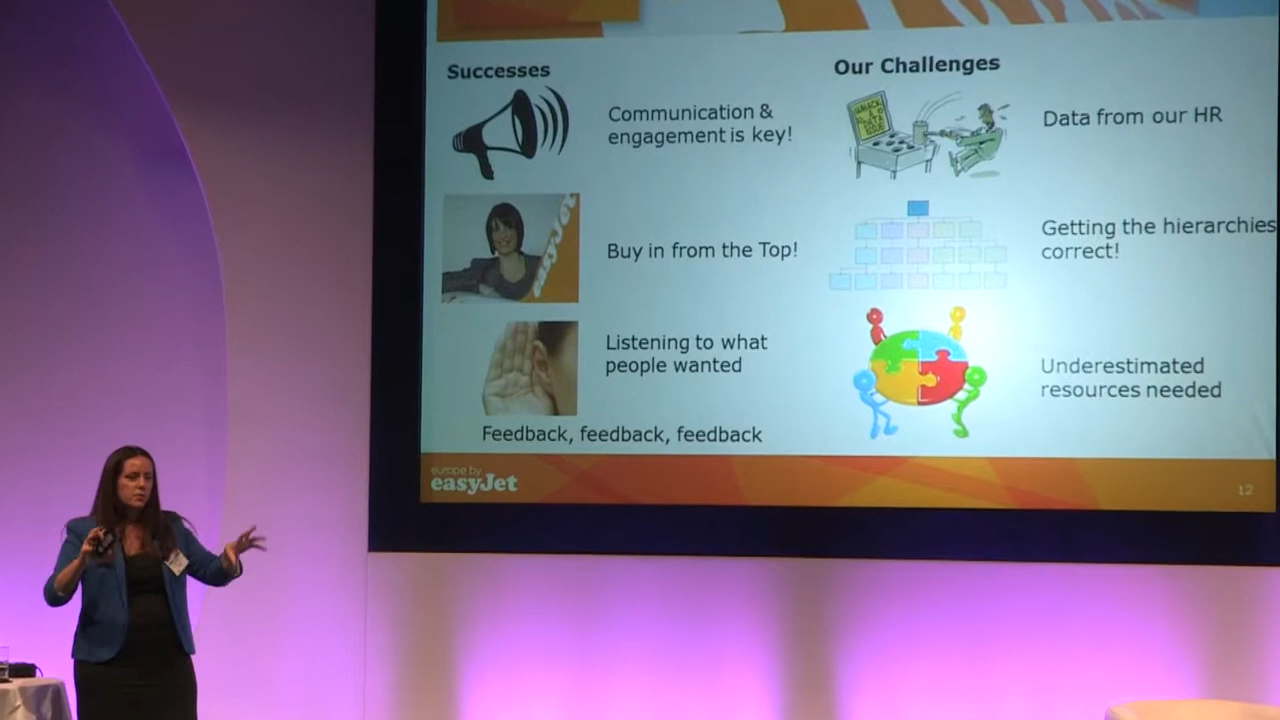 Successes
Communication &
engagement is key!
Buy in from the Top!
Listening to what
people wanted
Feedback, feedback, feedback
Our Challenges
Data from our HR
Getting the hierarchies
correct!
Underestimated
resources needed
europe by
easyJet
12